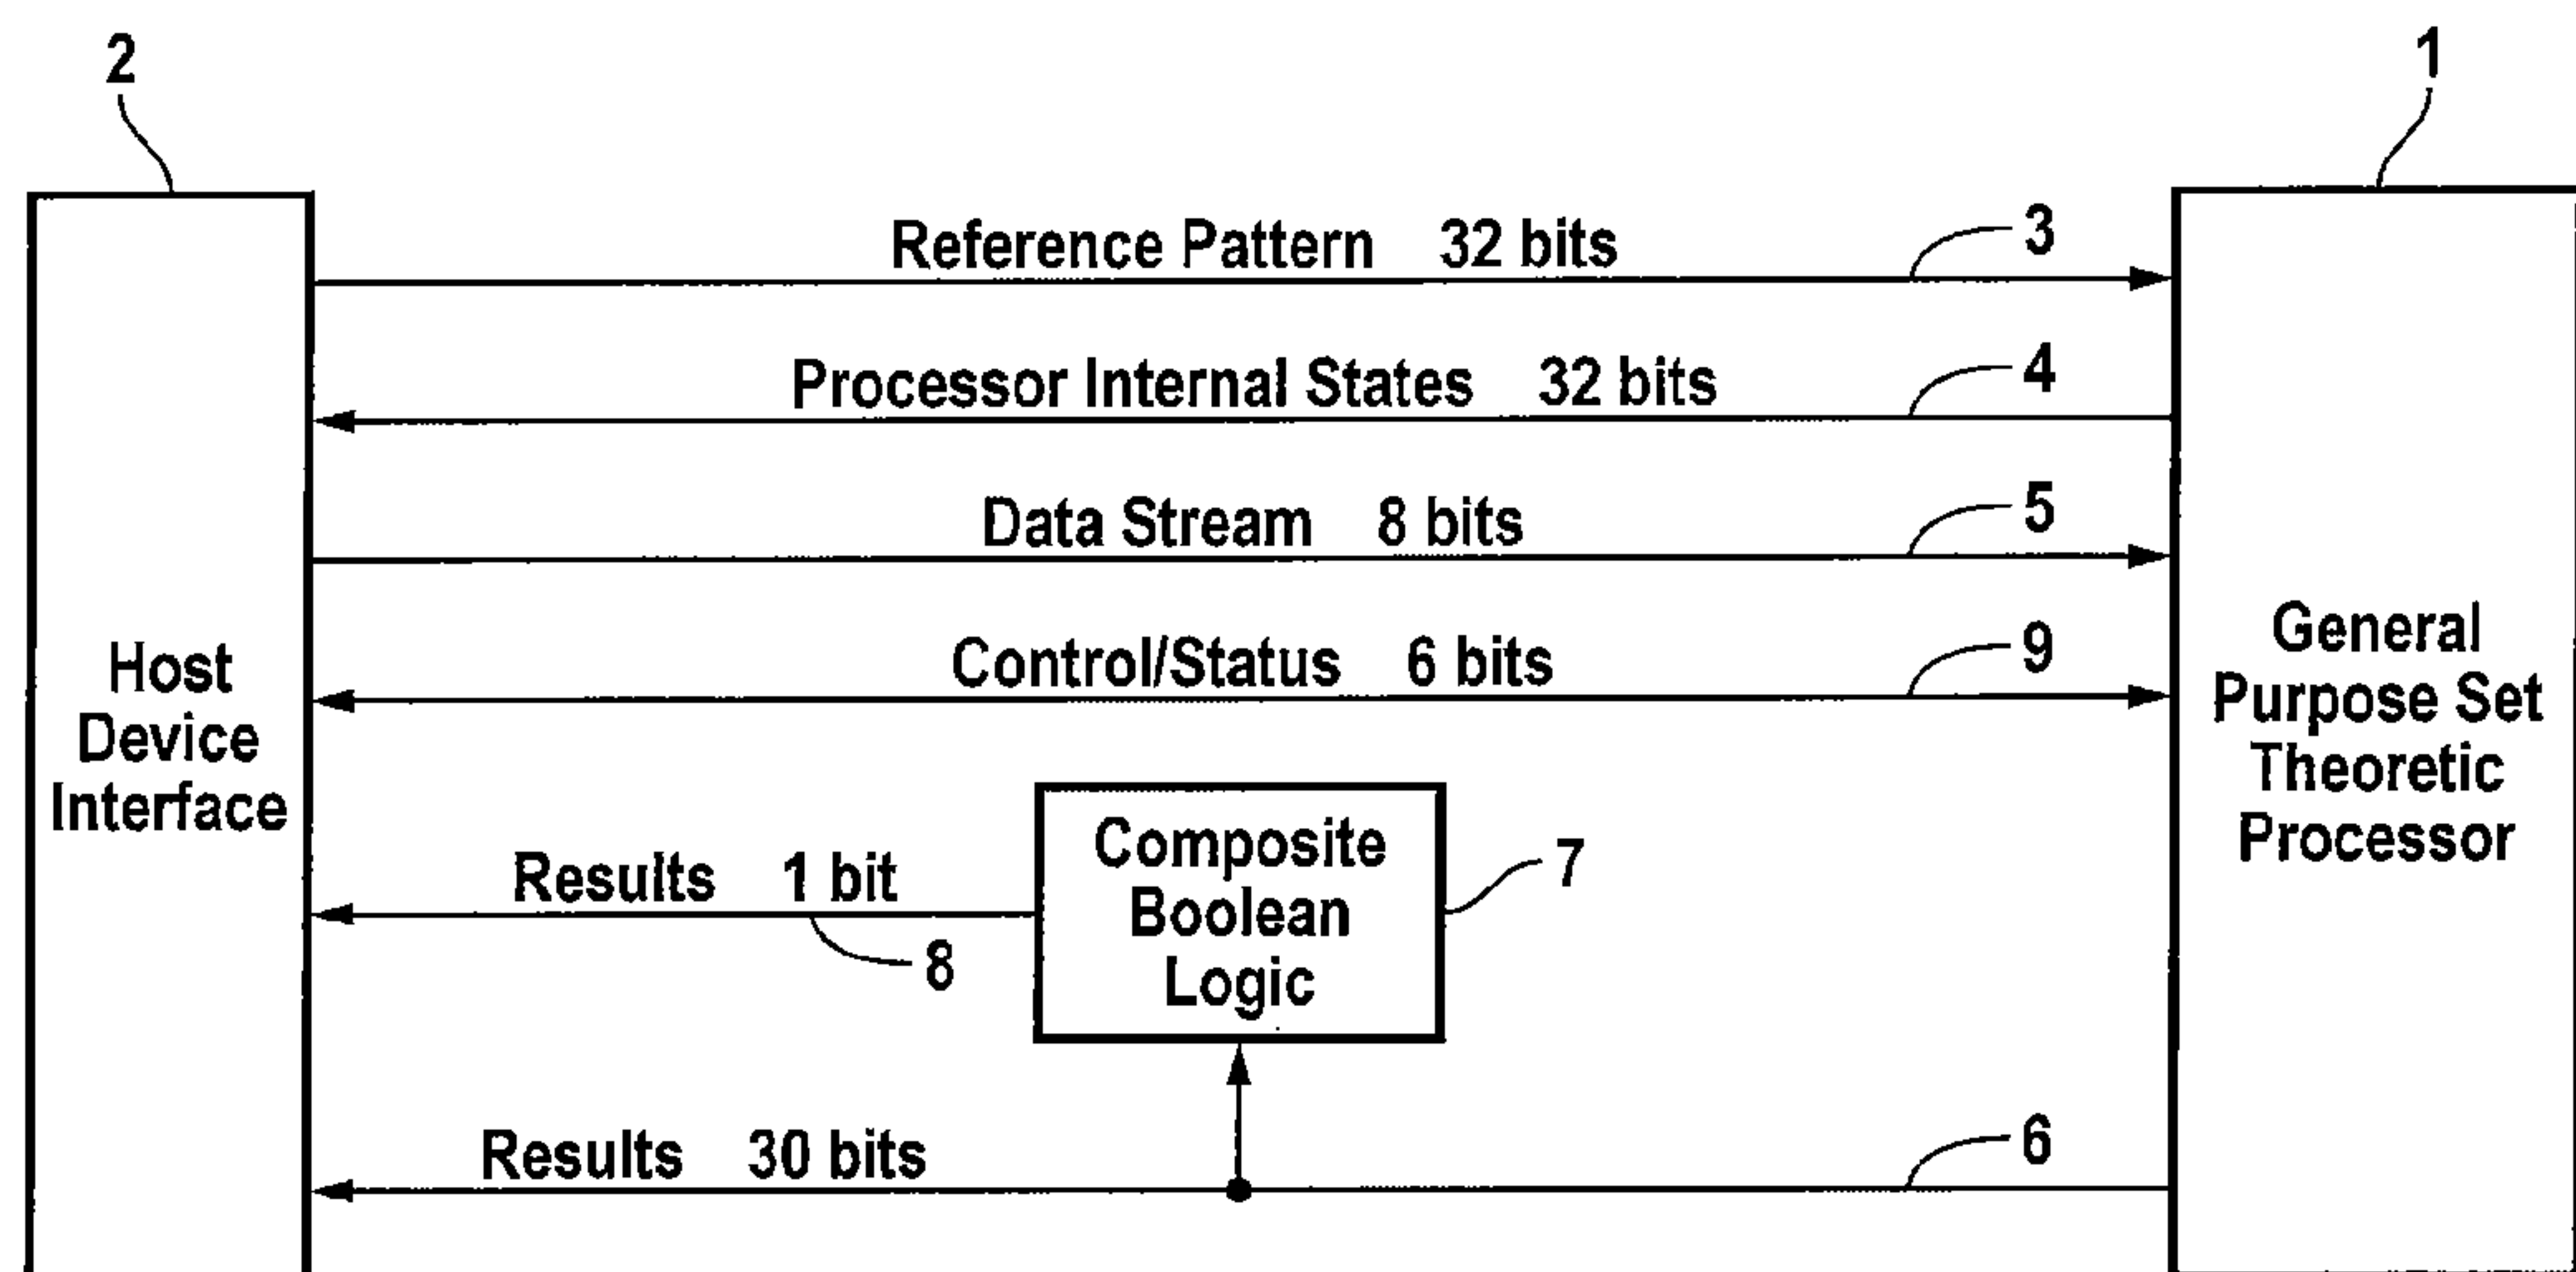 2
1
Reference Pattern 32 bits
3
Processor Internal States 32 bits
4
Data Stream 8 bits
5
Control/Status 6 bits
9
Host
Device
Interface
General
Purpose Set
Theoretic
Processor
Results 1 bit
8
Composite
Boolean
Logic
7
Results 30 bits
6